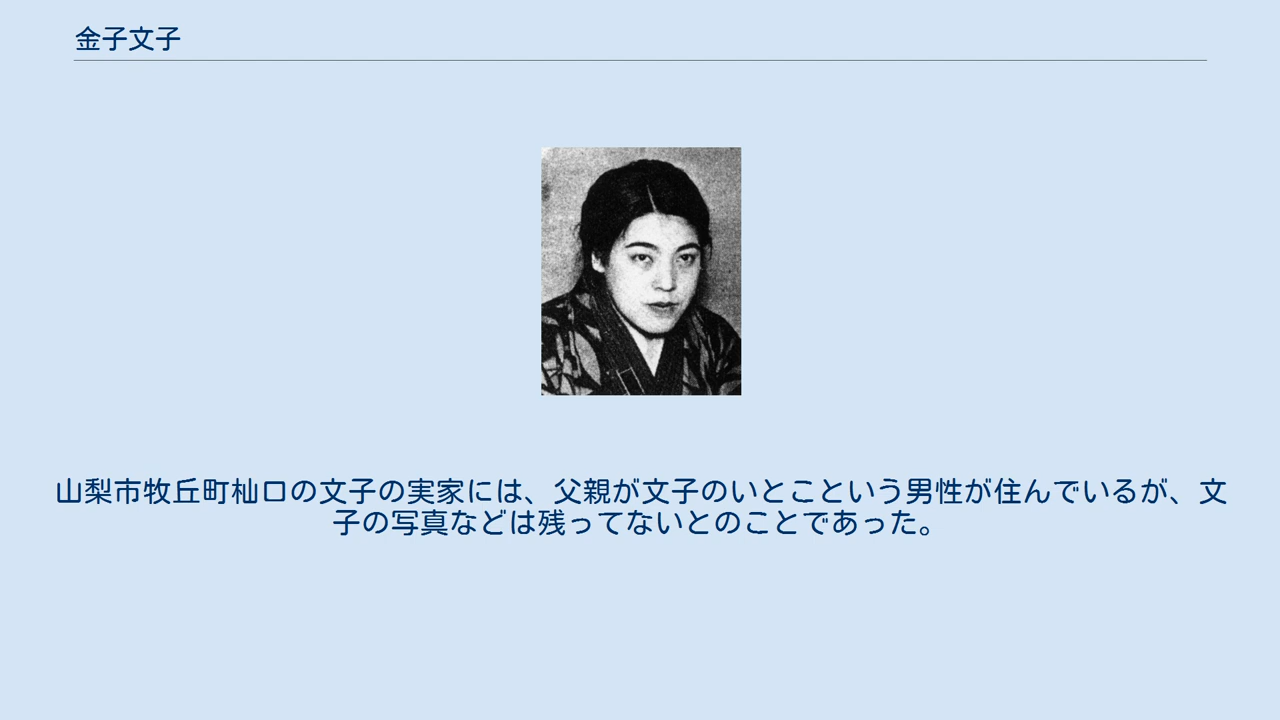 金子文子
山梨市牧丘町杣口の文子の実家には、父親が文子のいとこという男性が住んでいるが、文
子の写真などは残ってないとのことであった。